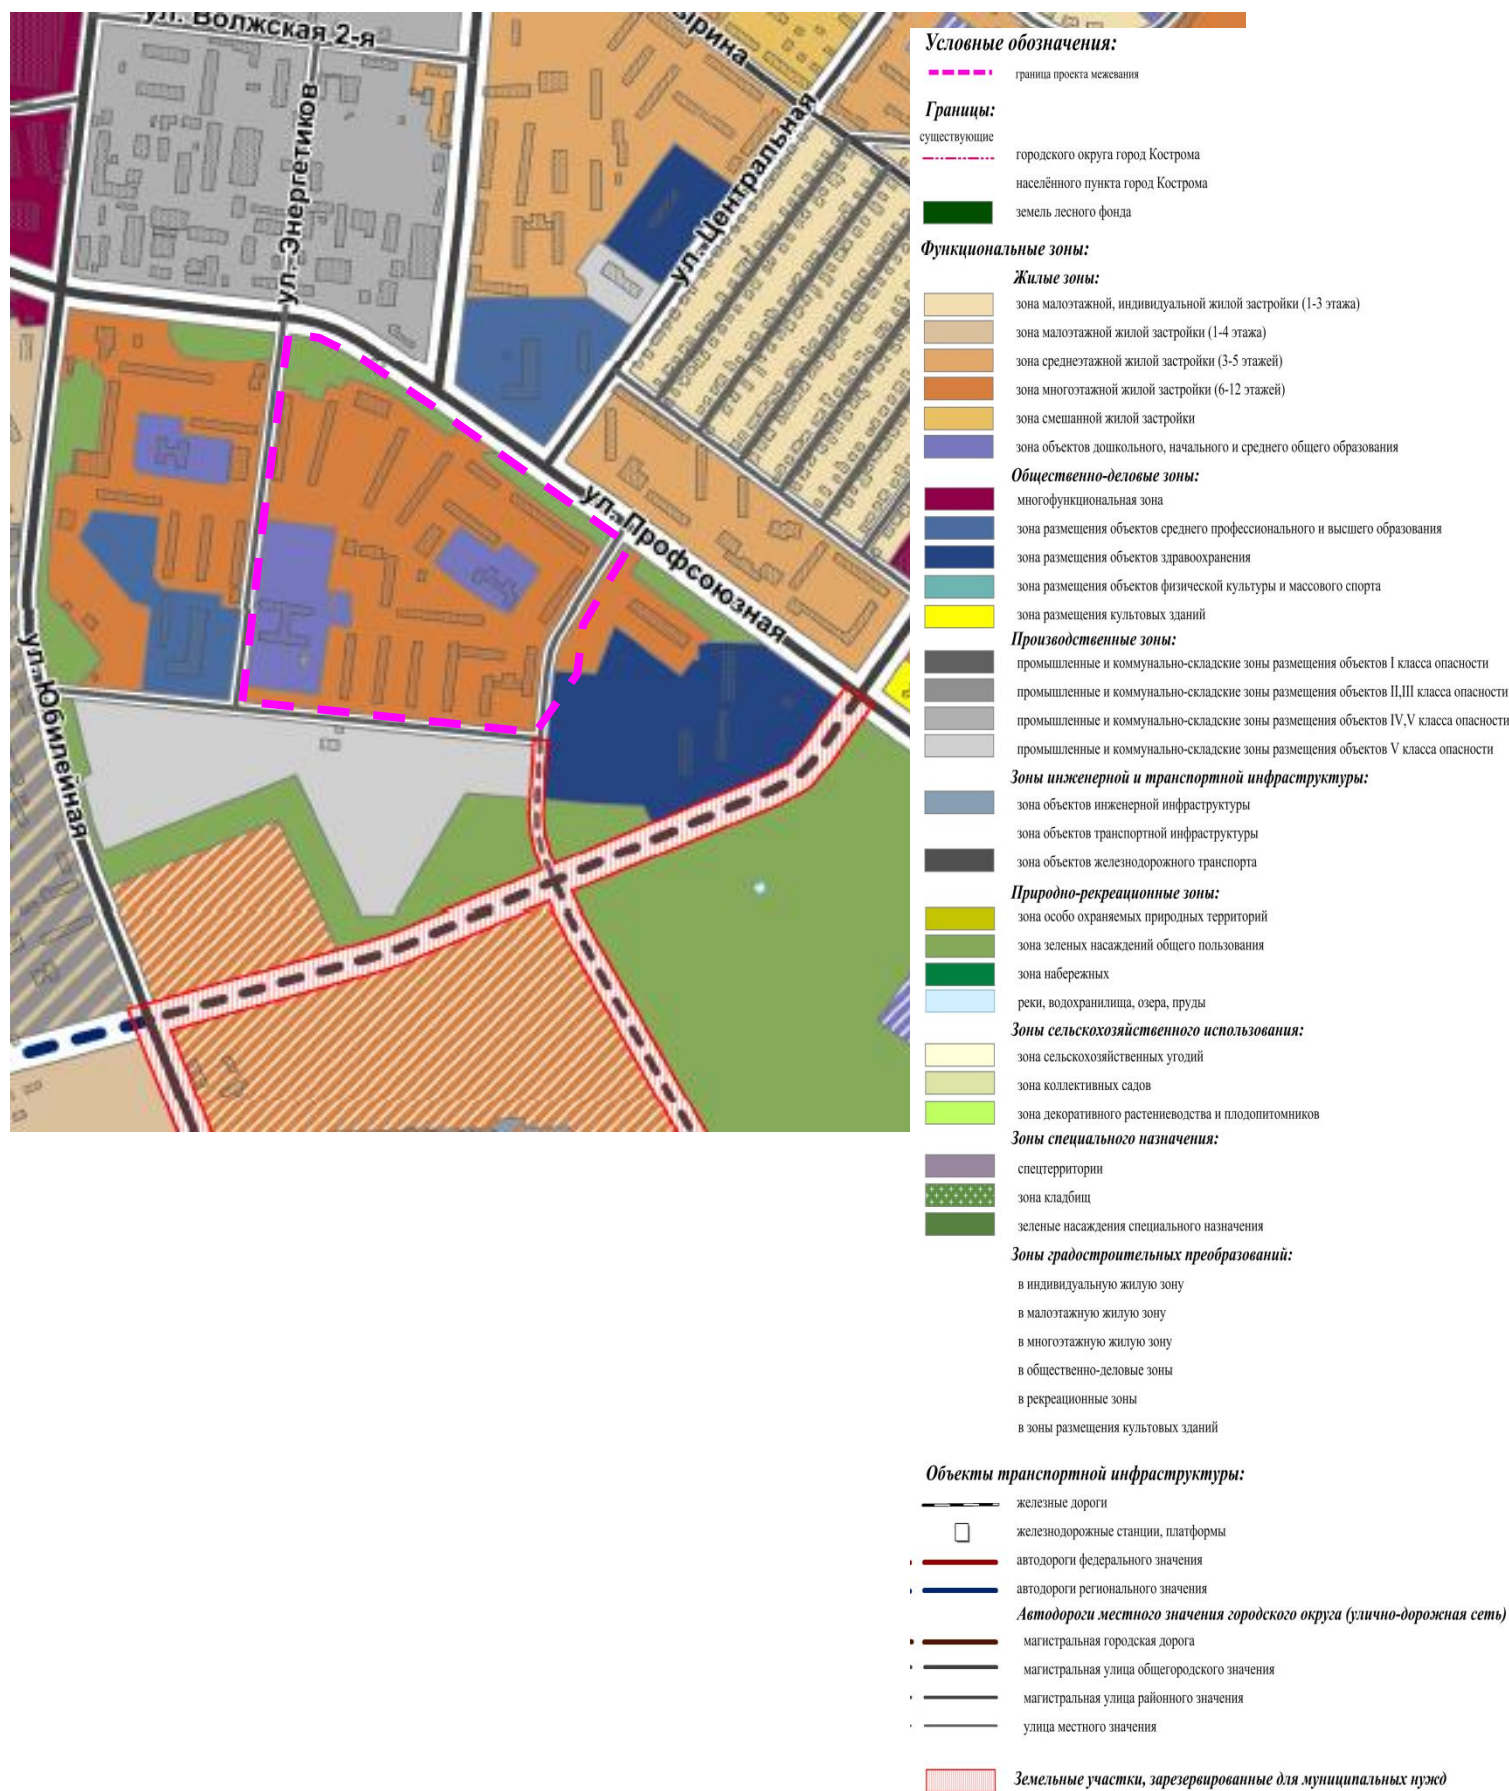 ул. Волжская 2-я
ул. Энергетиков
ырина
ул. Центральная
ул. Профсоюзная
ул. Юбилейная
Условные обозначения:
граница проекта межевания
Границы:
существующие
городского округа город Кострома
населённого пункта город Кострома
земель лесного фонда
Функциональные зоны:
Жилые зоны:
зона малоэтажной, индивидуальной жилой застройки (1-3 этажа)
зона малоэтажной жилой застройки (1-4 этажа)
зона среднеэтажной жилой застройки (3-5 этажей)
зона многоэтажной жилой застройки (6-12 этажей)
зона смешанной жилой застройки
зона объектов дошкольного, начального и среднего общего образования
Общественно-деловые зоны:
многофункциональная зона
зона размещения объектов среднего профессионального и высшего образования
зона размещения объектов здравоохранения
зона размещения объектов физической культуры и массового спорта
зона размещения культовых зданий
Производственные зоны:
промышленные и коммунально-складские зоны размещения объектов I класса опасности
промышленные и коммунально-складские зоны размещения объектов II,III класса опасности
промышленные и коммунально-складские зоны размещения объектов IV,V класса опасности
промышленные и коммунально-складские зоны размещения объектов V класса опасности
Зоны инженерной и транспортной инфраструктуры:
зона объектов инженерной инфраструктуры
зона объектов транспортной инфраструктуры
зона объектов железнодорожного транспорта
Природно-рекреационные зоны:
зона особо охраняемых природных территорий
зона зеленых насаждений общего пользования
зона набережных
реки, водохранилища, озера, пруды
Зоны сельскохозяйственного использования:
зона сельскохозяйственных угодий
зона коллективных садов
зона декоративного растениеводства и плодопитомников
Зоны специального назначения:
спецтерритории
зона кладбищ
зеленые насаждения специального назначения
Зоны градостроительных преобразований:
в индивидуальную жилую зону
в малоэтажную жилую зону
в многоэтажную жилую зону
в общественно-деловые зоны
в рекреационные зоны
в зоны размещения культовых зданий
Объекты транспортной инфраструктуры:
железные дороги
железнодорожные станции, платформы
автодороги федерального значения
автодороги регионального значения
Автодороги местного значения городского округа (улично-дорожная сеть)
магистральная городская дорога
магистральная улица общегородского значения
магистральная улица районного значения
улица местного значения
Земельные участки, зарезервированные для муниципальных нужд